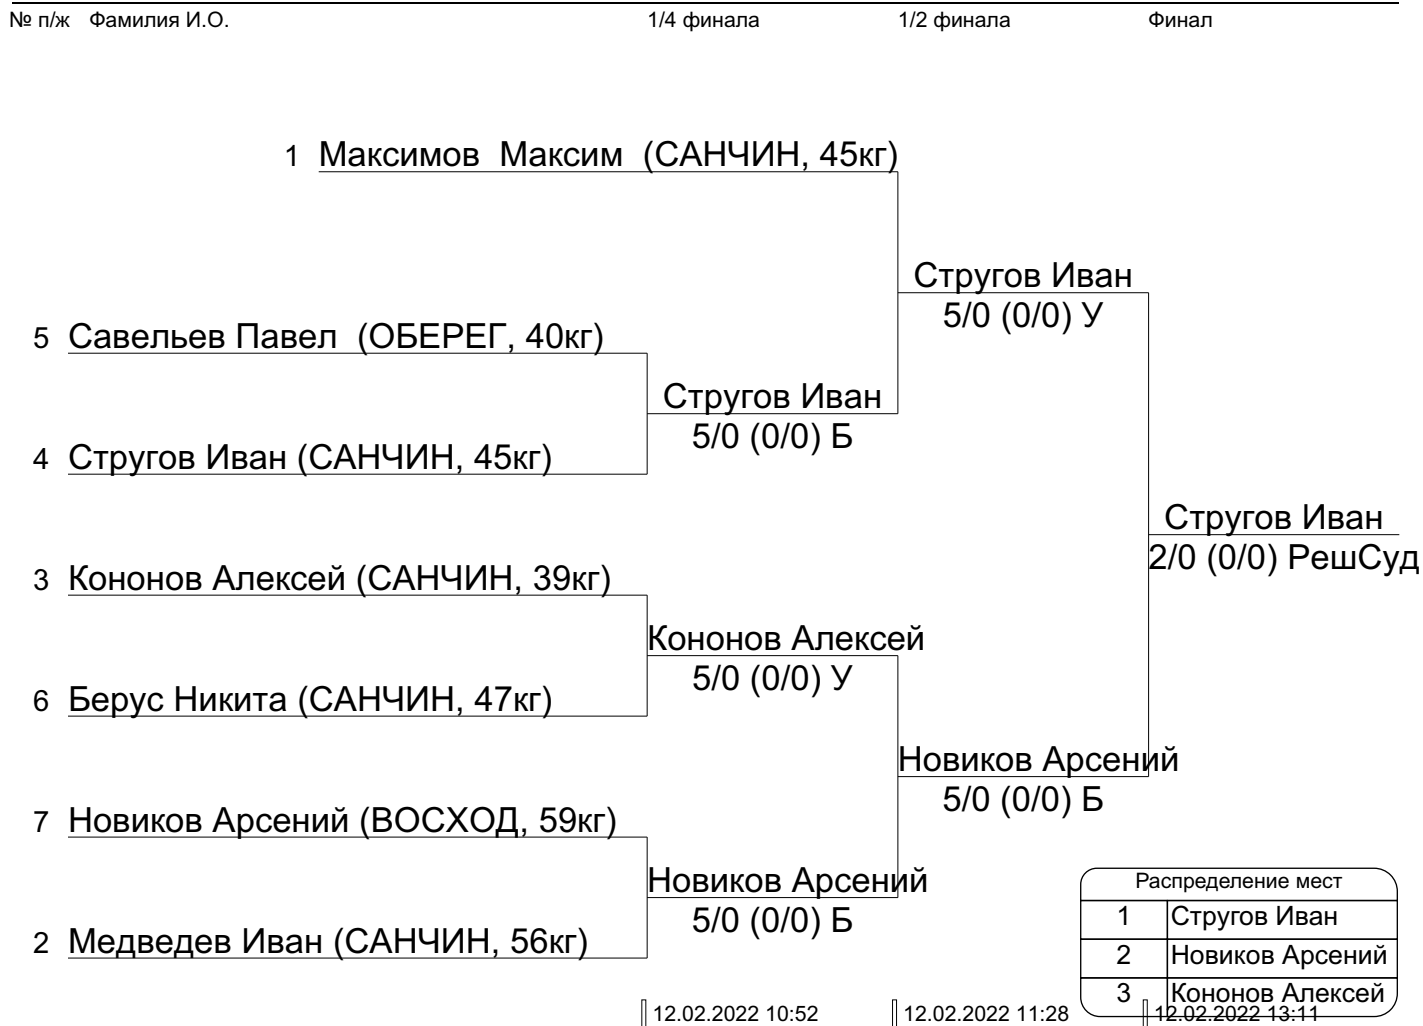 № п/ж Фамилия И.О. 1/4 финала 1/2 финала Финал
1 Максимов Максим (САНЧИН, 45кг)
Стругов Иван
5/0 (0/0) У
5 Савельев Павел (ОБЕРЕГ, 40кг)
Стругов Иван
5/0 (0/0) Б
4 Стругов Иван (САНЧИН, 45кг)
Стругов Иван
2/0 (0/0) РешСуд
3 Кононов Алексей (САНЧИН, 39кг)
Кононов Алексей
5/0 (0/0) У
6 Берус Никита (САНЧИН, 47кг)
Новиков Арсений
5/0 (0/0) Б
7 Новиков Арсений (ВОСХОД, 59кг)
Новиков Арсений
5/0 (0/0) Б
2 Медведев Иван (САНЧИН, 56кг)
Распределение мест
1 Стругов Иван
2 Новиков Арсений
3 Кононов Алексей
12.02.2022 10:52 12.02.2022 11:28 12.02.2022 13:11